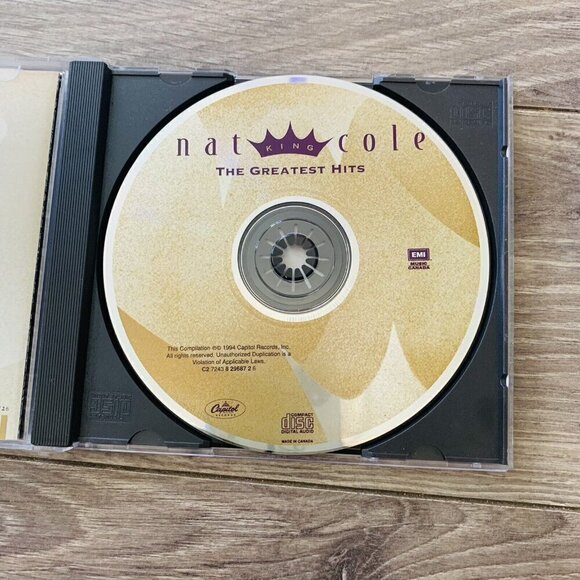 nat KING cole
THE GREATEST HITS
EMI
MUSIC
CANADA
This Compilation ℗© 1994 Capitol Records, Inc.
All rights reserved. Unauthorized Duplication is a
Violation of Applicable Laws.
C2 7243 8 29687 2 6
Capitol
RECORDS
COMPACT
disc
DIGITAL AUDIO
MADE IN CANADA